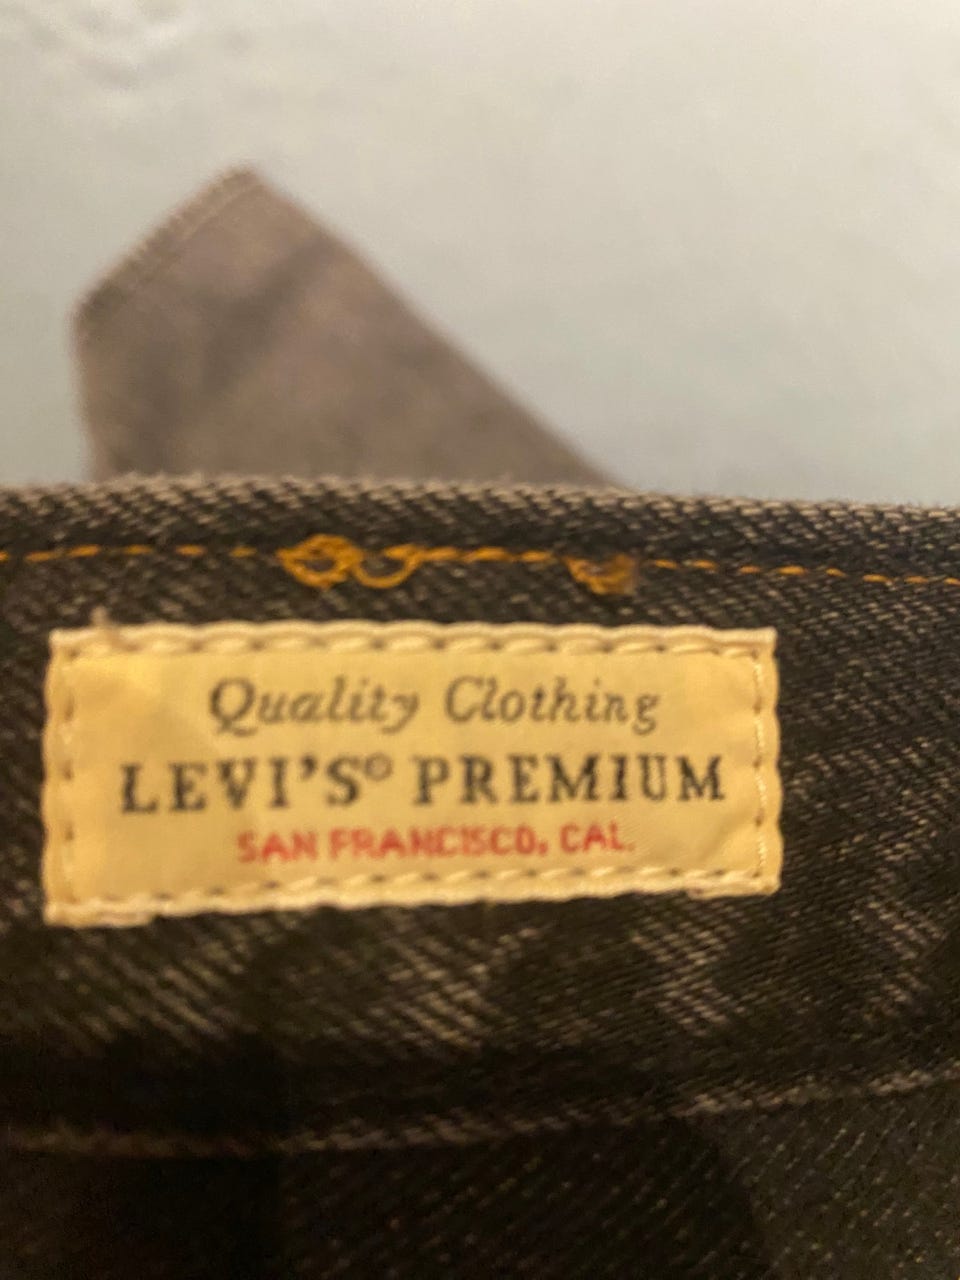 Quality Clothing
LEVI'S® PREMIUM
SAN FRANCISCO, CAL.